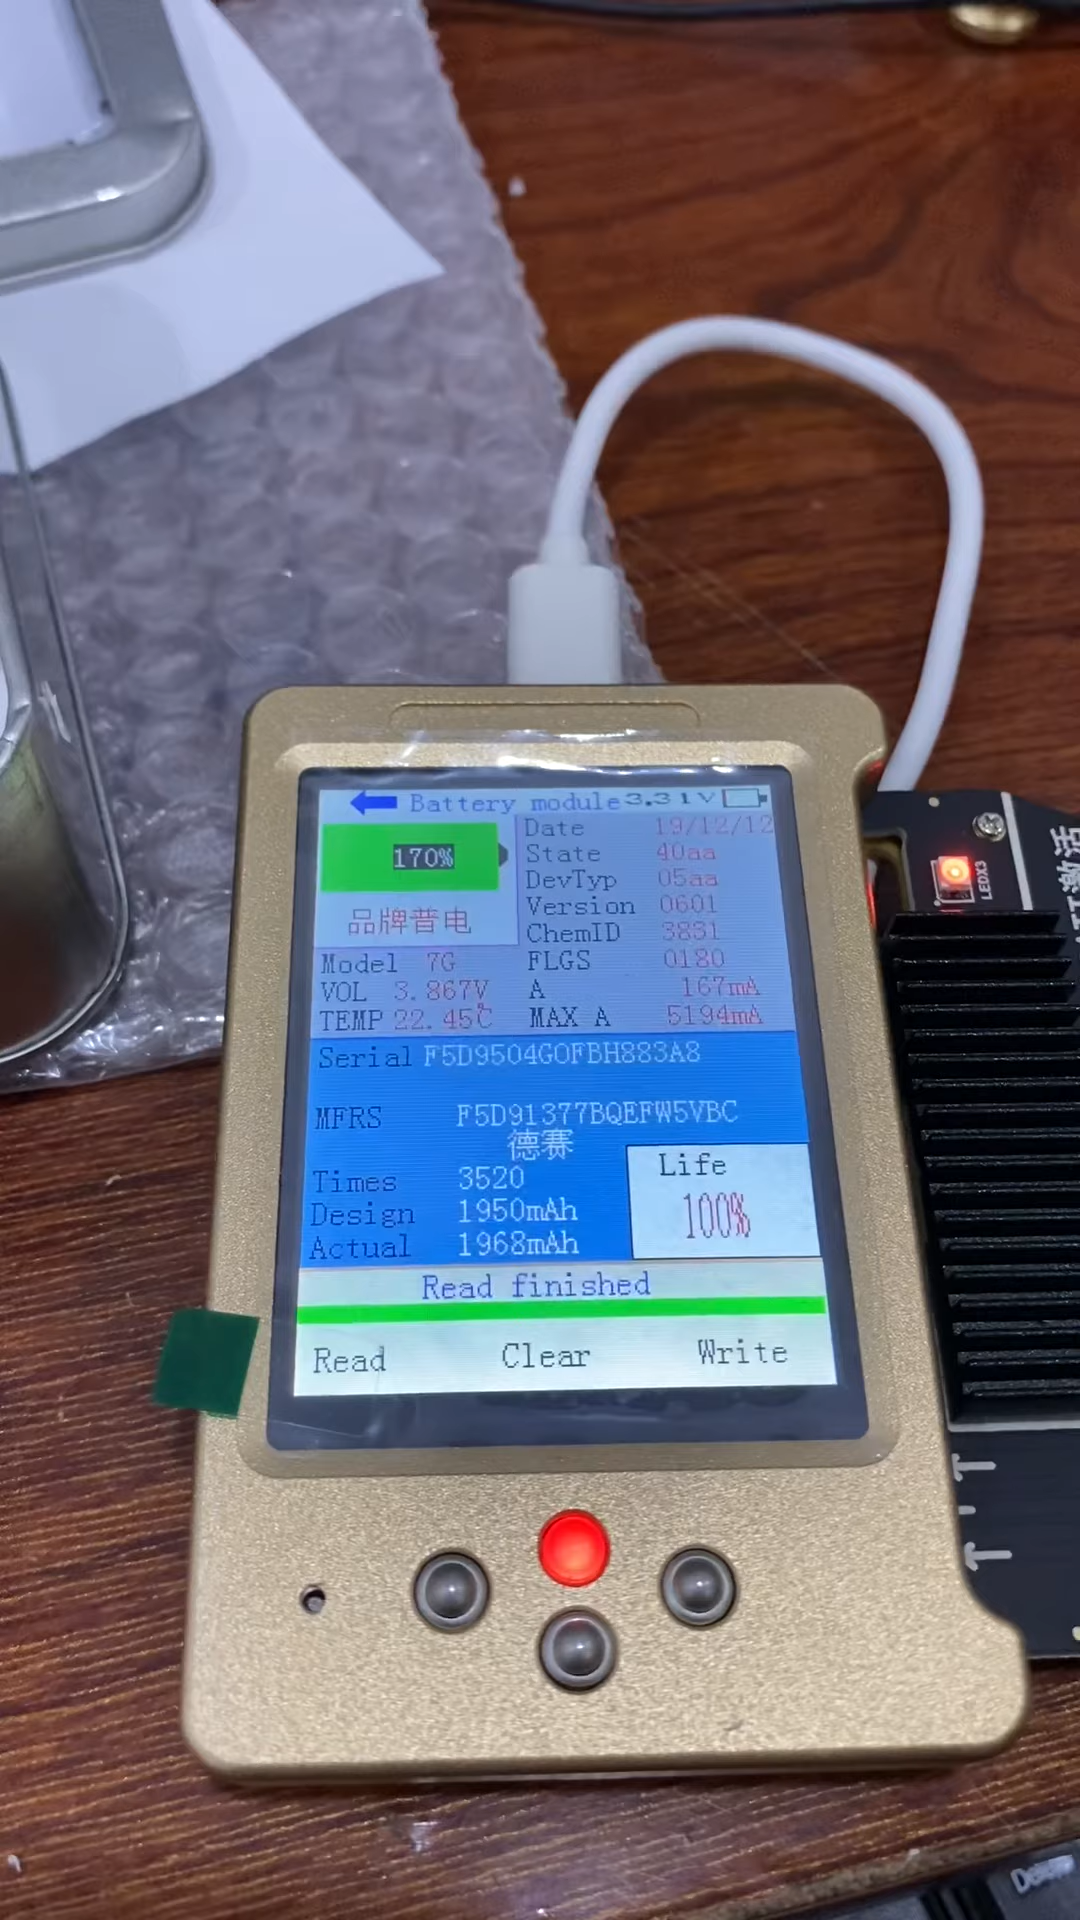 Battery module 3.31V
170%
品牌普电
Date 19/12/12
State 40aa
DevTyp 05aa
Version 0601
ChemID 3831
FLGS 0180
Model 7G
VOL 3.867V
A 167mA
TEMP 22.45℃
MAX A 5194mA
Serial F5D9504G0FBH883A8
MFRS F5D91377BQEFW5VBC
德赛
Times 3520
Design 1950mAh
Actual 1968mAh
Life
100%
Read finished
Read Clear Write
LEDX3
激活